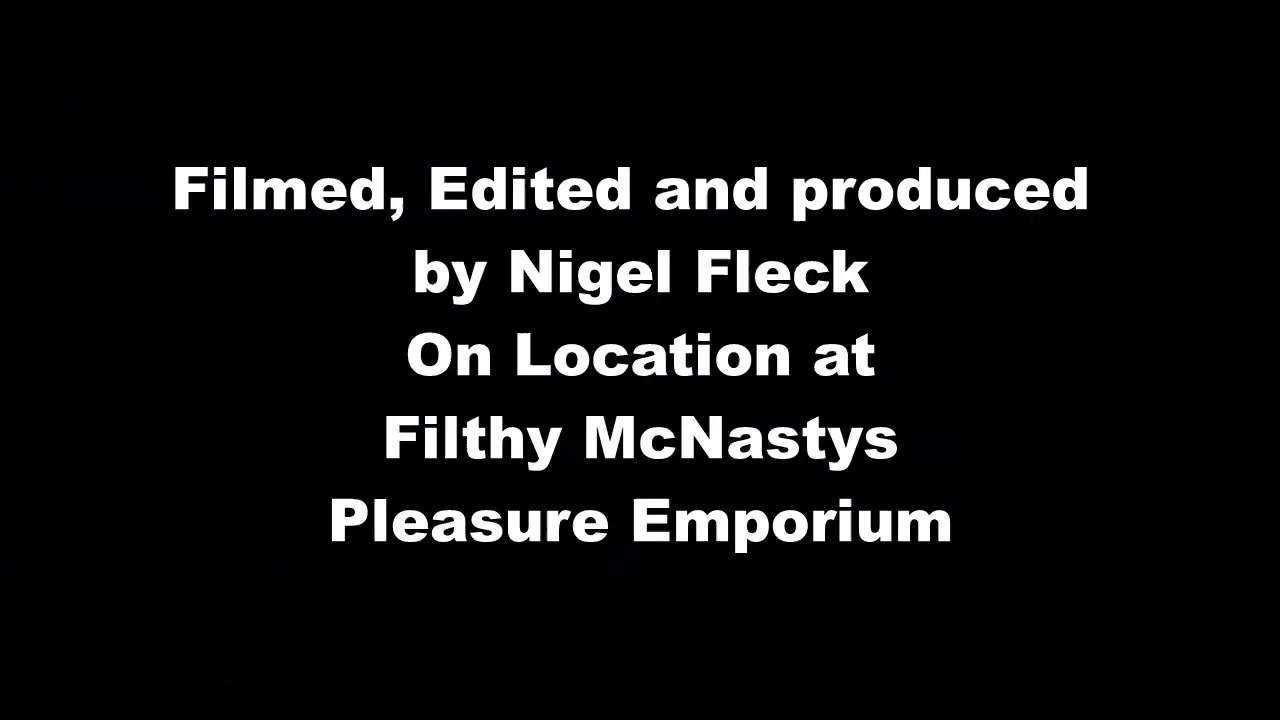 Filmed, Edited and produced
by Nigel Fleck
On Location at
Filthy McNastys
Pleasure Emporium